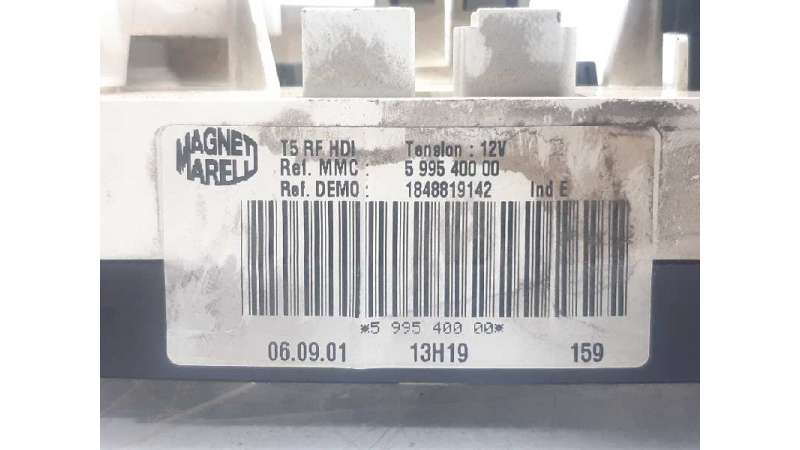 MAGNETI
MARELLI
T5 RF HDI Tension : 12V
Ref. MMC : 5 995 400 00
Ref. DEMO : 1848819142 Ind E
*5 995 400 00*
06.09.01 13H19 159